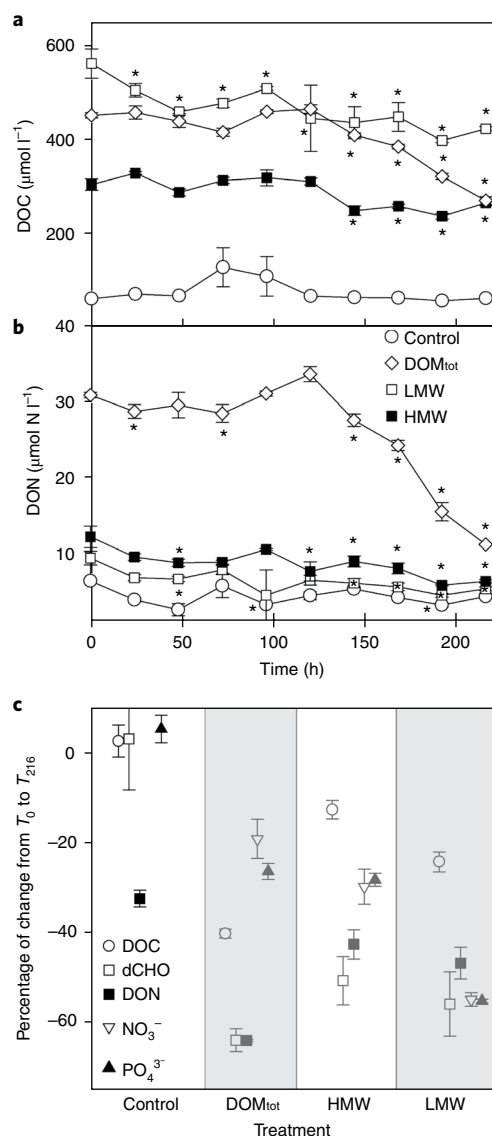 a
600
400
200
DOC (µmol l⁻¹)
b
40
30
20
10
DON (µmol N l⁻¹)
Control
DOMtot
LMW
HMW
0
50
100
150
200
Time (h)
c
0
−20
−40
−60
Percentage of change from T₀ to T₂₁₆
DOC
dCHO
DON
NO₃⁻
PO₄³⁻
Control
DOMtot
HMW
LMW
Treatment